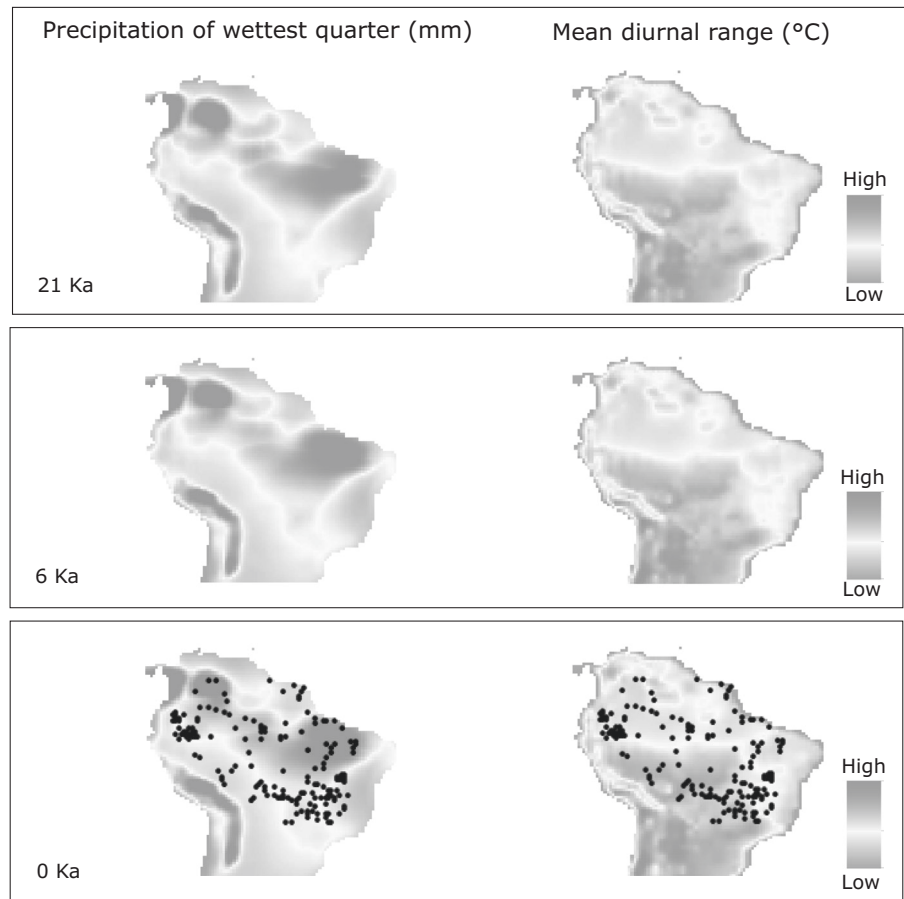 Precipitation of wettest quarter (mm)
Mean diurnal range (°C)
High
Low
21 Ka
High
Low
6 Ka
High
Low
0 Ka